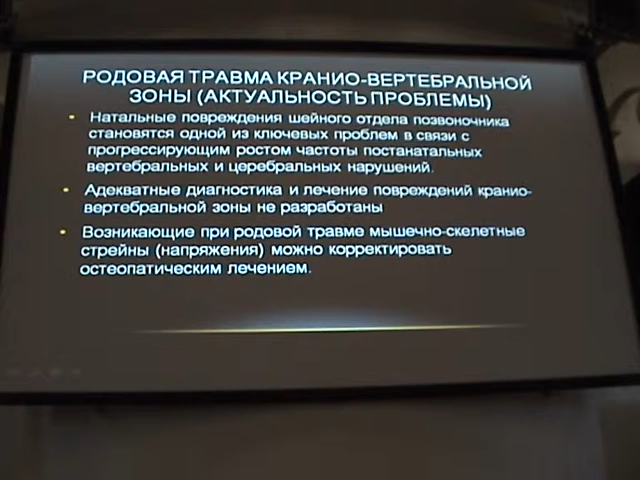 РОДОВАЯ ТРАВМА КРАНИО-ВЕРТЕБРАЛЬНОЙ
ЗОНЫ (АКТУАЛЬНОСТЬ ПРОБЛЕМЫ)
• Натальные повреждения шейного отдела позвоночника
становятся одной из ключевых проблем в связи с
прогрессирующим ростом частоты постанатальных
вертебральных и церебральных нарушений.
• Адекватные диагностика и лечение повреждений кранио-
вертебральной зоны не разработаны
• Возникающие при родовой травме мышечно-скелетные
стрейны (напряжения) можно корректировать
остеопатическим лечением.